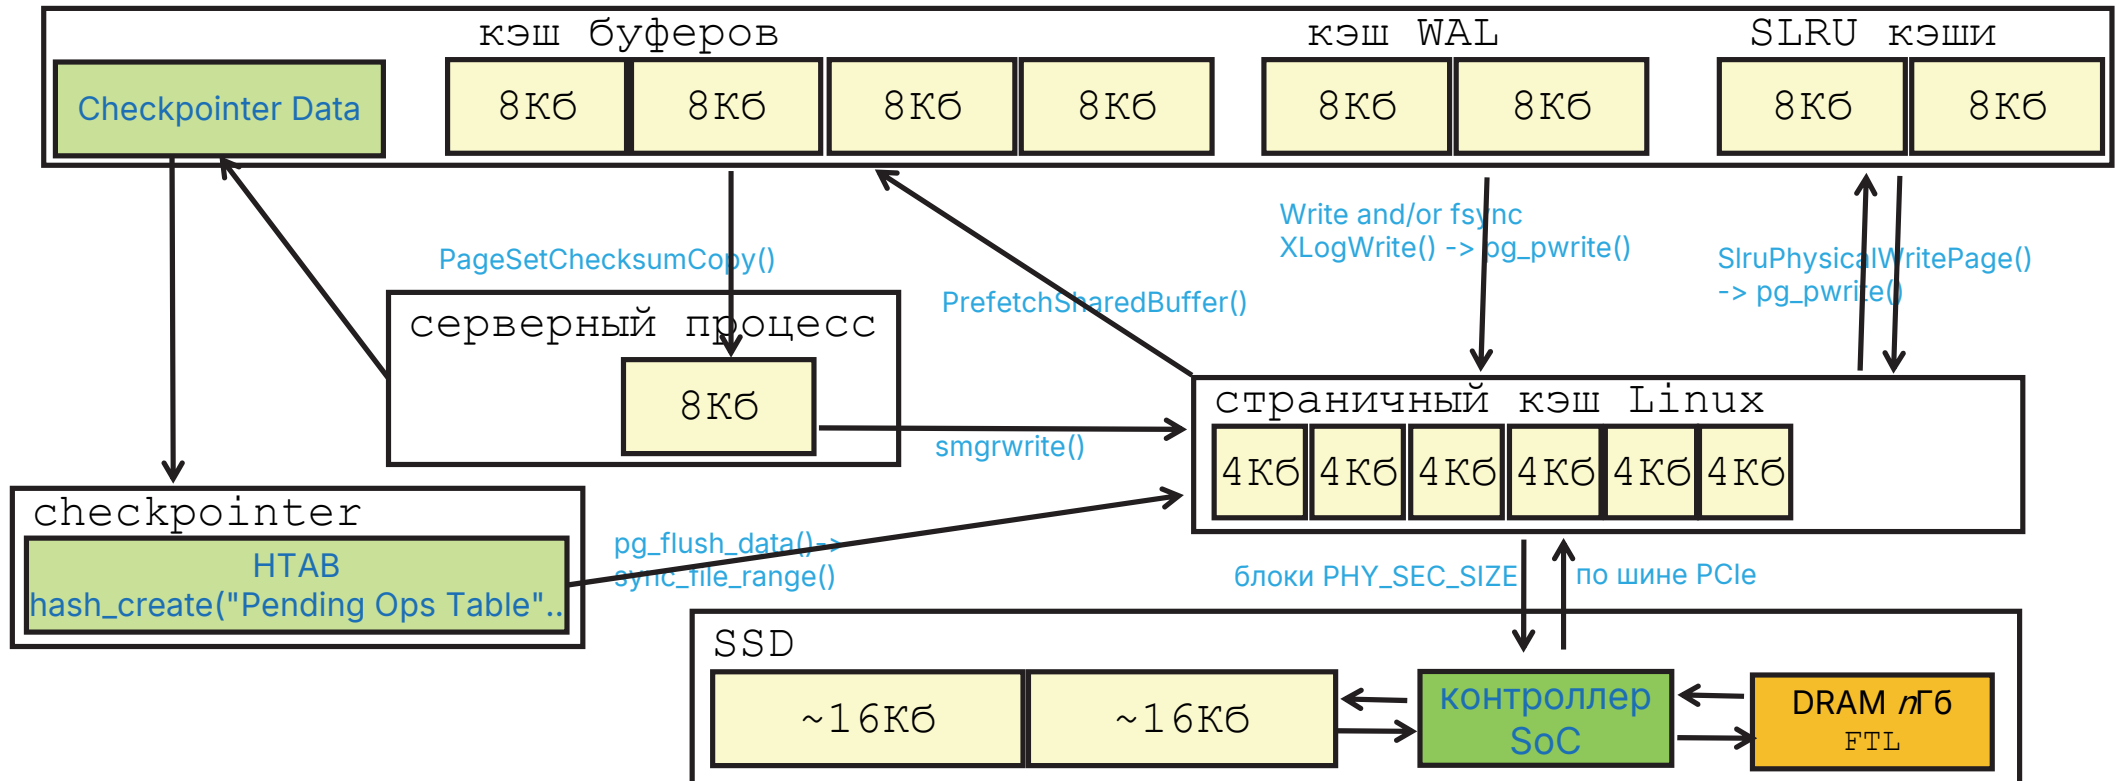 кэш буферов
кэш WAL
SLRU кэши
Checkpointer Data
8Кб
8Кб
8Кб
8Кб
8Кб
8Кб
8Кб
8Кб
Write and/or fsync
XLogWrite() -> pg_pwrite()
PageSetChecksumCopy()
SlruPhysicalWritePage()
-> pg_pwrite()
PrefetchSharedBuffer()
серверный процесс
8Кб
smgrwrite()
страничный кэш Linux
4Кб
4Кб
4Кб
4Кб
4Кб
4Кб
checkpointer
HTAB
hash_create("Pending Ops Table"..
pg_flush_data()->
sync_file_range()
блоки PHY_SEC_SIZE
по шине PCIe
SSD
~16Кб
~16Кб
контроллер
SoC
DRAM nГб
FTL